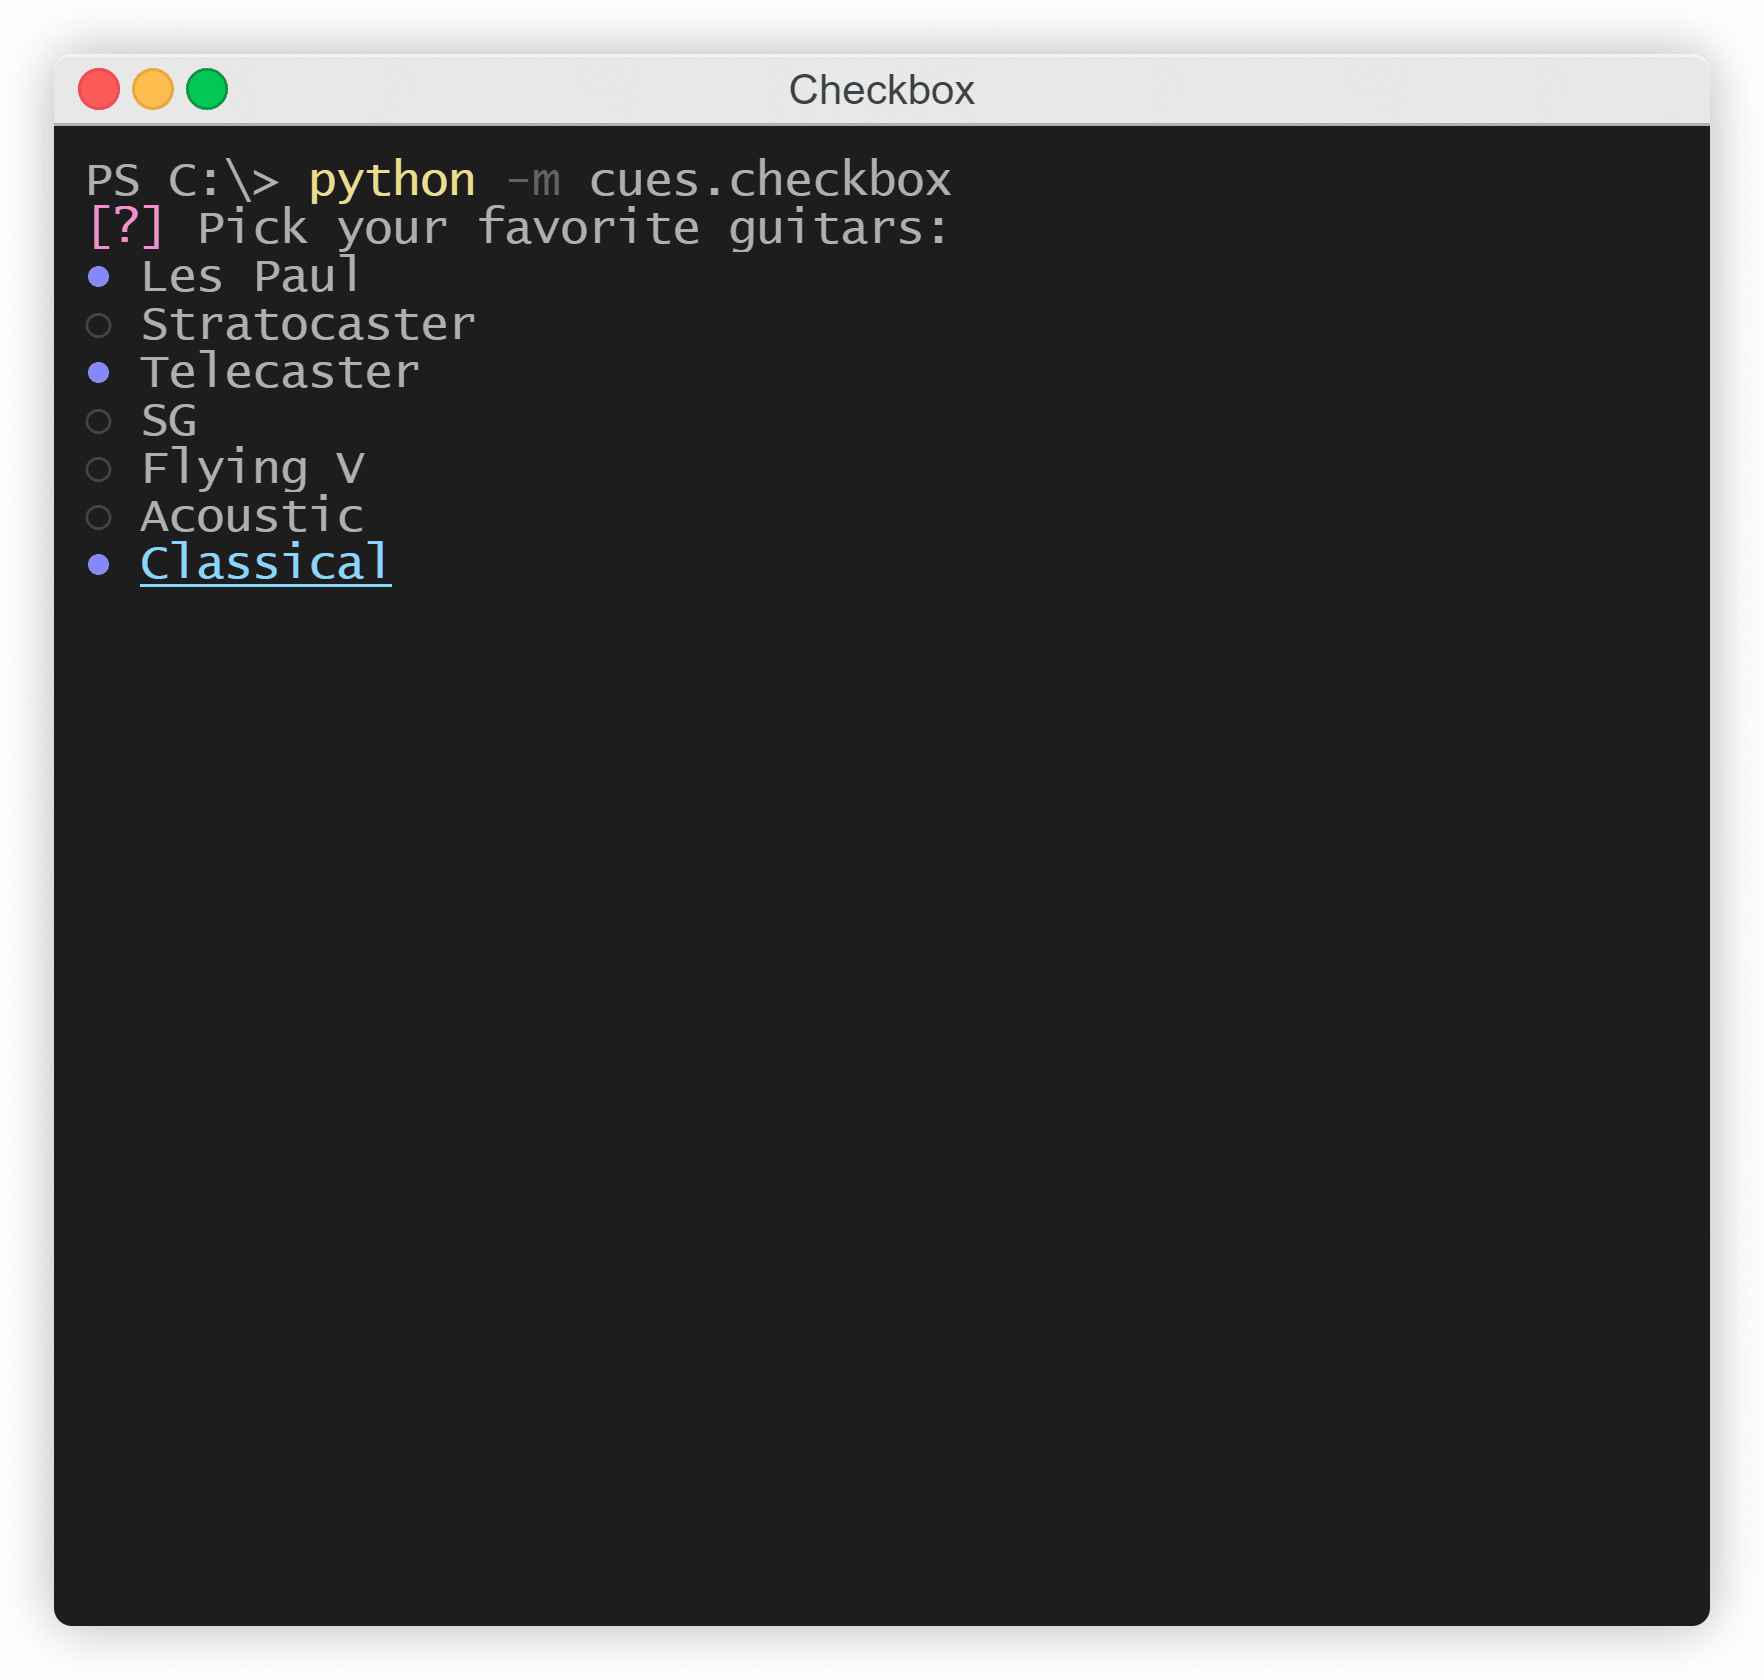 Checkbox
PS C:\> python -m cues.checkbox
[?] Pick your favorite guitars:
● Les Paul
○ Stratocaster
● Telecaster
○ SG
○ Flying V
○ Acoustic
● Classical